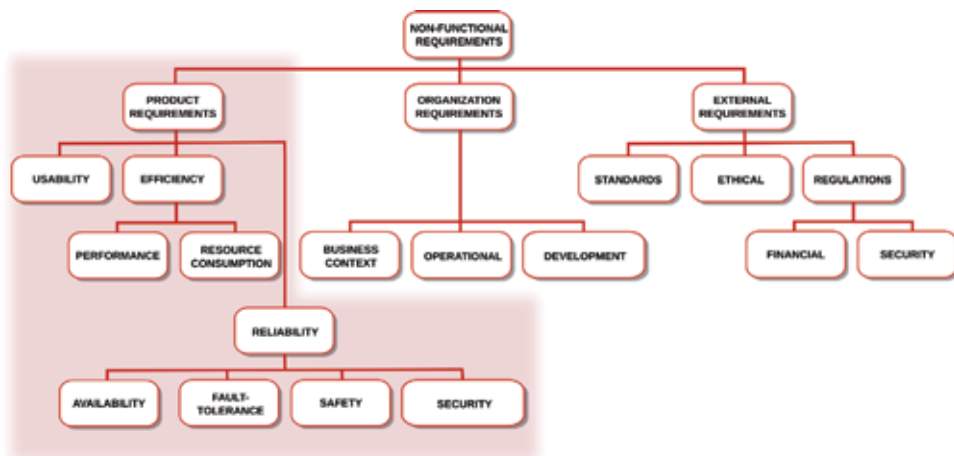 NON-FUNCTIONAL
REQUIREMENTS
PRODUCT
REQUIREMENTS
ORGANIZATION
REQUIREMENTS
EXTERNAL
REQUIREMENTS
USABILITY
EFFICIENCY
STANDARDS
ETHICAL
REGULATIONS
PERFORMANCE
RESOURCE
CONSUMPTION
BUSINESS
CONTEXT
OPERATIONAL
DEVELOPMENT
FINANCIAL
SECURITY
RELIABILITY
AVAILABILITY
FAULT-
TOLERANCE
SAFETY
SECURITY